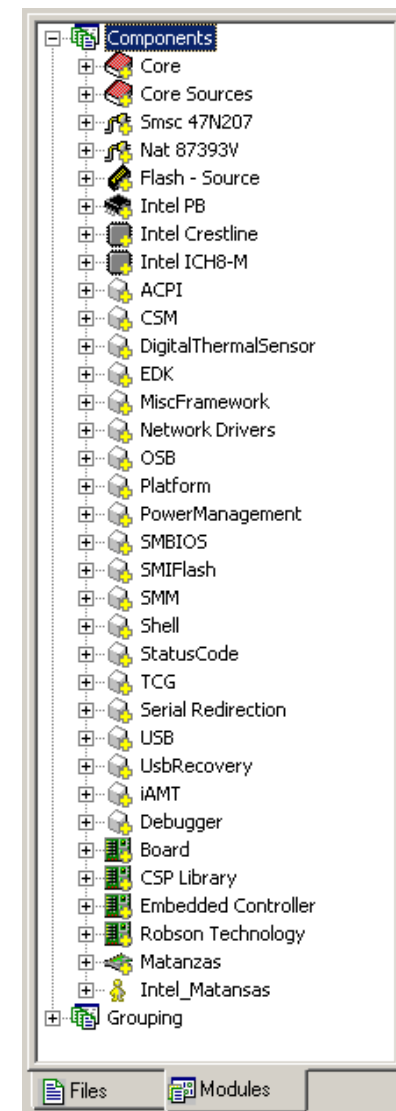 Components
Core
Core Sources
Smsc 47N207
Nat 87393V
Flash - Source
Intel PB
Intel Crestline
Intel ICH8-M
ACPI
CSM
DigitalThermalSensor
EDK
MiscFramework
Network Drivers
OSB
Platform
PowerManagement
SMBIOS
SMIFlash
SMM
Shell
StatusCode
TCG
Serial Redirection
USB
UsbRecovery
iAMT
Debugger
Board
CSP Library
Embedded Controller
Robson Technology
Matanzas
Intel_Matansas
Grouping
Files Modules